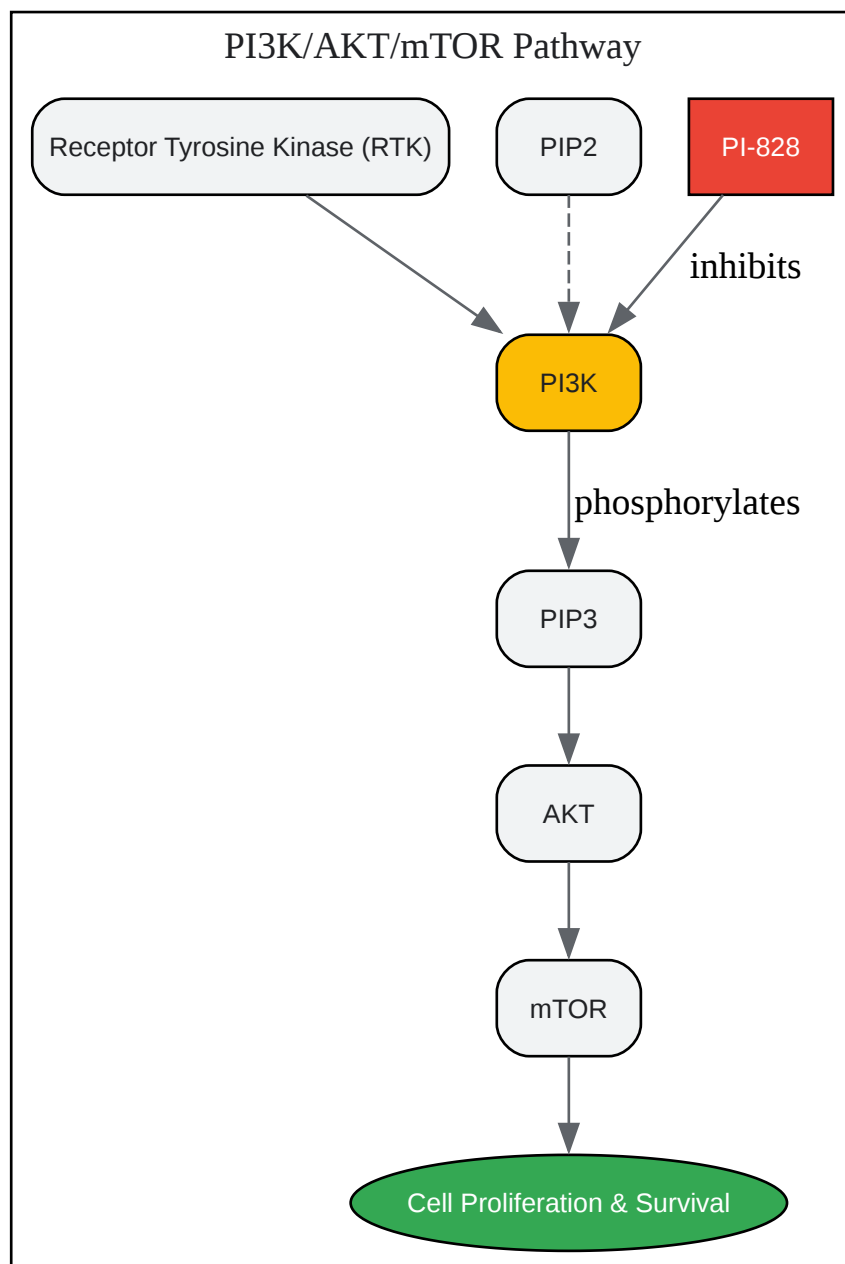 PI3K/AKT/mTOR Pathway
Receptor Tyrosine Kinase (RTK)
PIP2
PI-828
inhibits
PI3K
phosphorylates
PIP3
AKT
mTOR
Cell Proliferation & Survival